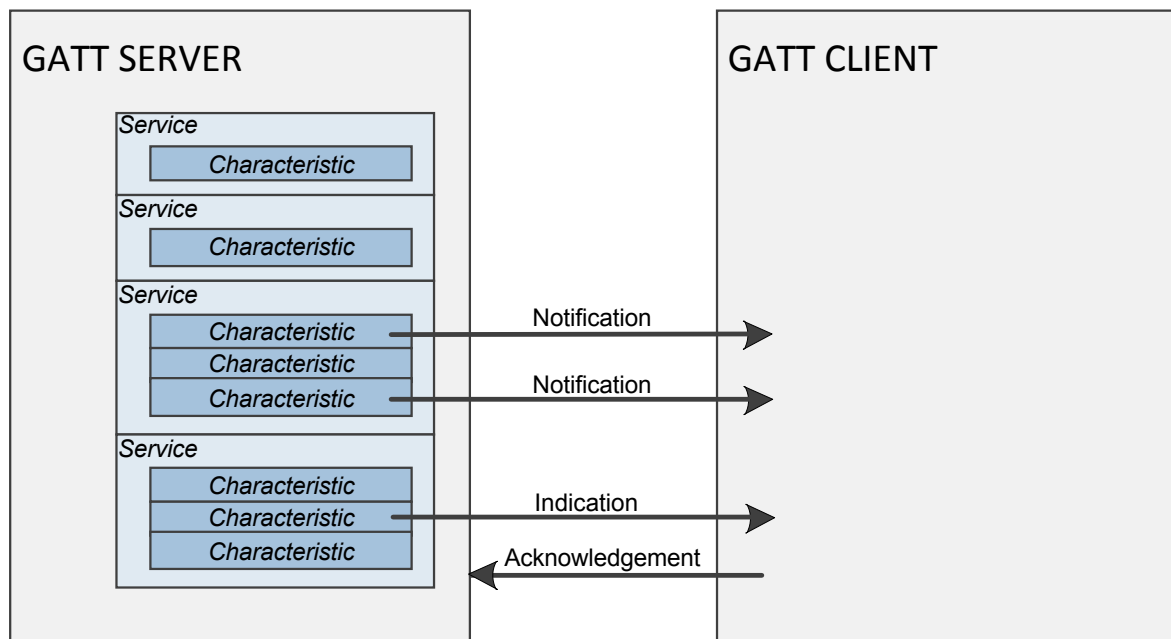 GATT SERVER
Service
Characteristic
Service
Characteristic
Service
Characteristic
Characteristic
Characteristic
Service
Characteristic
Characteristic
Characteristic
Notification
Notification
Indication
Acknowledgement
GATT CLIENT